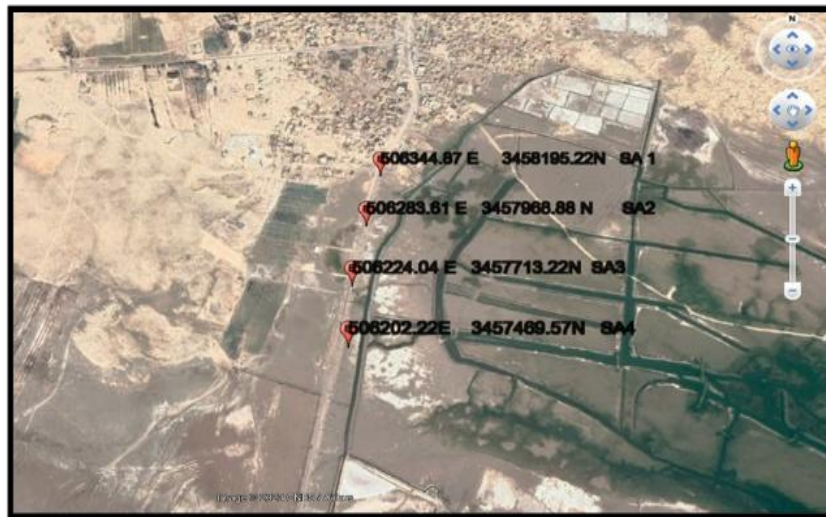 N
506344.87 E 3458195.22N SA 1
506283.61 E 3457966.88 N SA2
506224.04 E 3457713.22N SA3
506202.22E 3457469.57N SA4